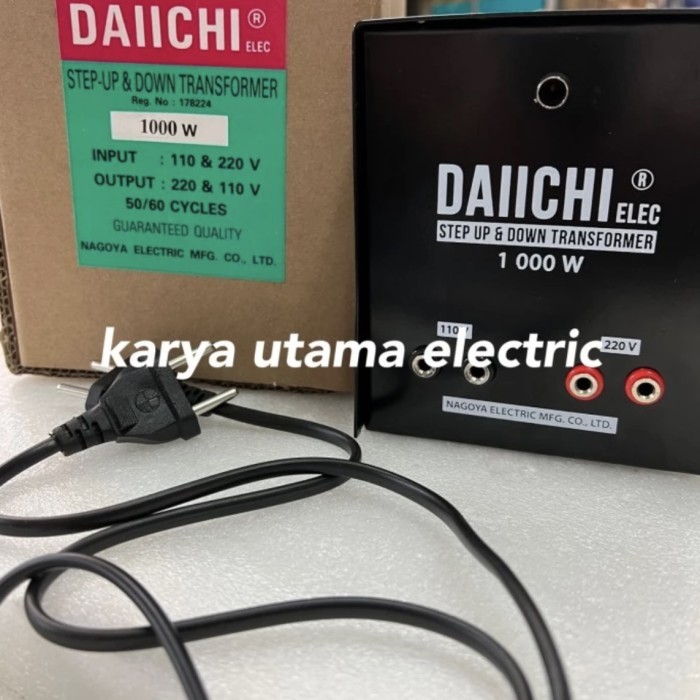 DAIICHI ®
ELEC
STEP-UP & DOWN TRANSFORMER
Reg. No : 178224
1000 W
INPUT : 110 & 220 V
OUTPUT : 220 & 110 V
50/60 CYCLES
GUARANTEED QUALITY
NAGOYA ELECTRIC MFG. CO., LTD.
DAIICHI ®
ELEC
STEP UP & DOWN TRANSFORMER
1 000 W
110V
220 V
karya utama electric
NAGOYA ELECTRIC MFG. CO., LTD.